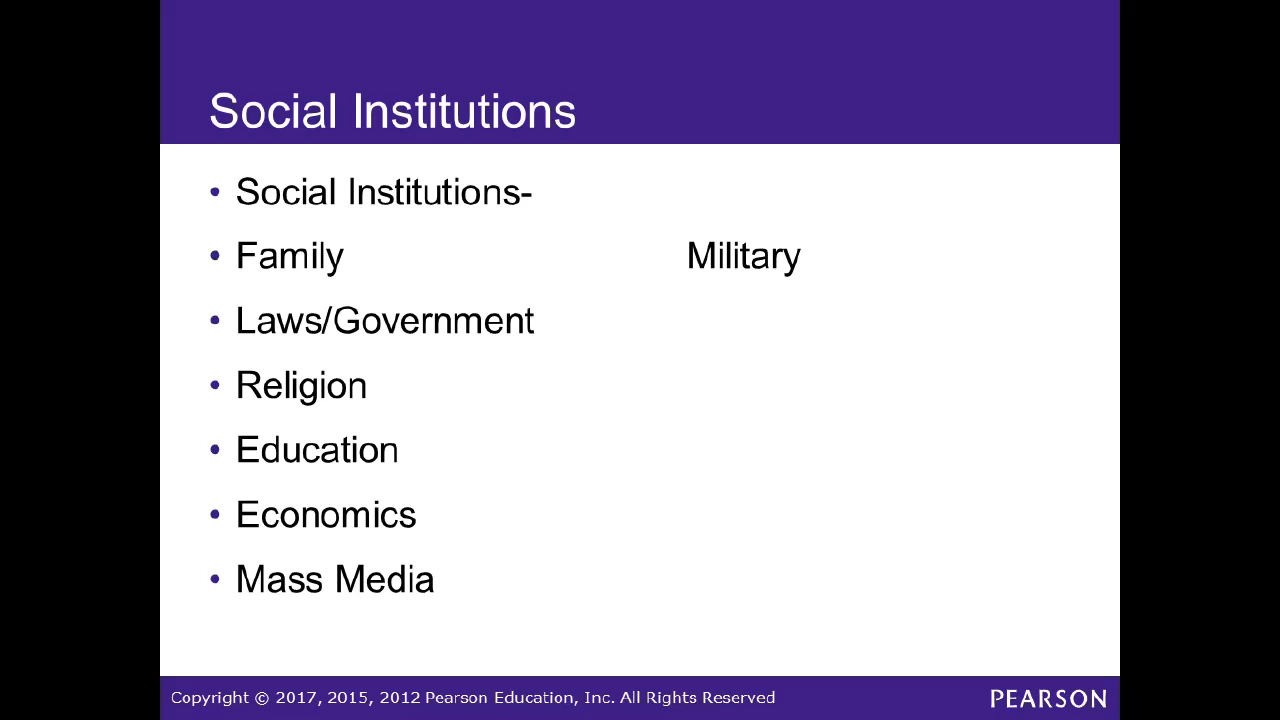 Social Institutions
• Social Institutions-
• Family Military
• Laws/Government
• Religion
• Education
• Economics
• Mass Media
Copyright © 2017, 2015, 2012 Pearson Education, Inc. All Rights Reserved PEARSON